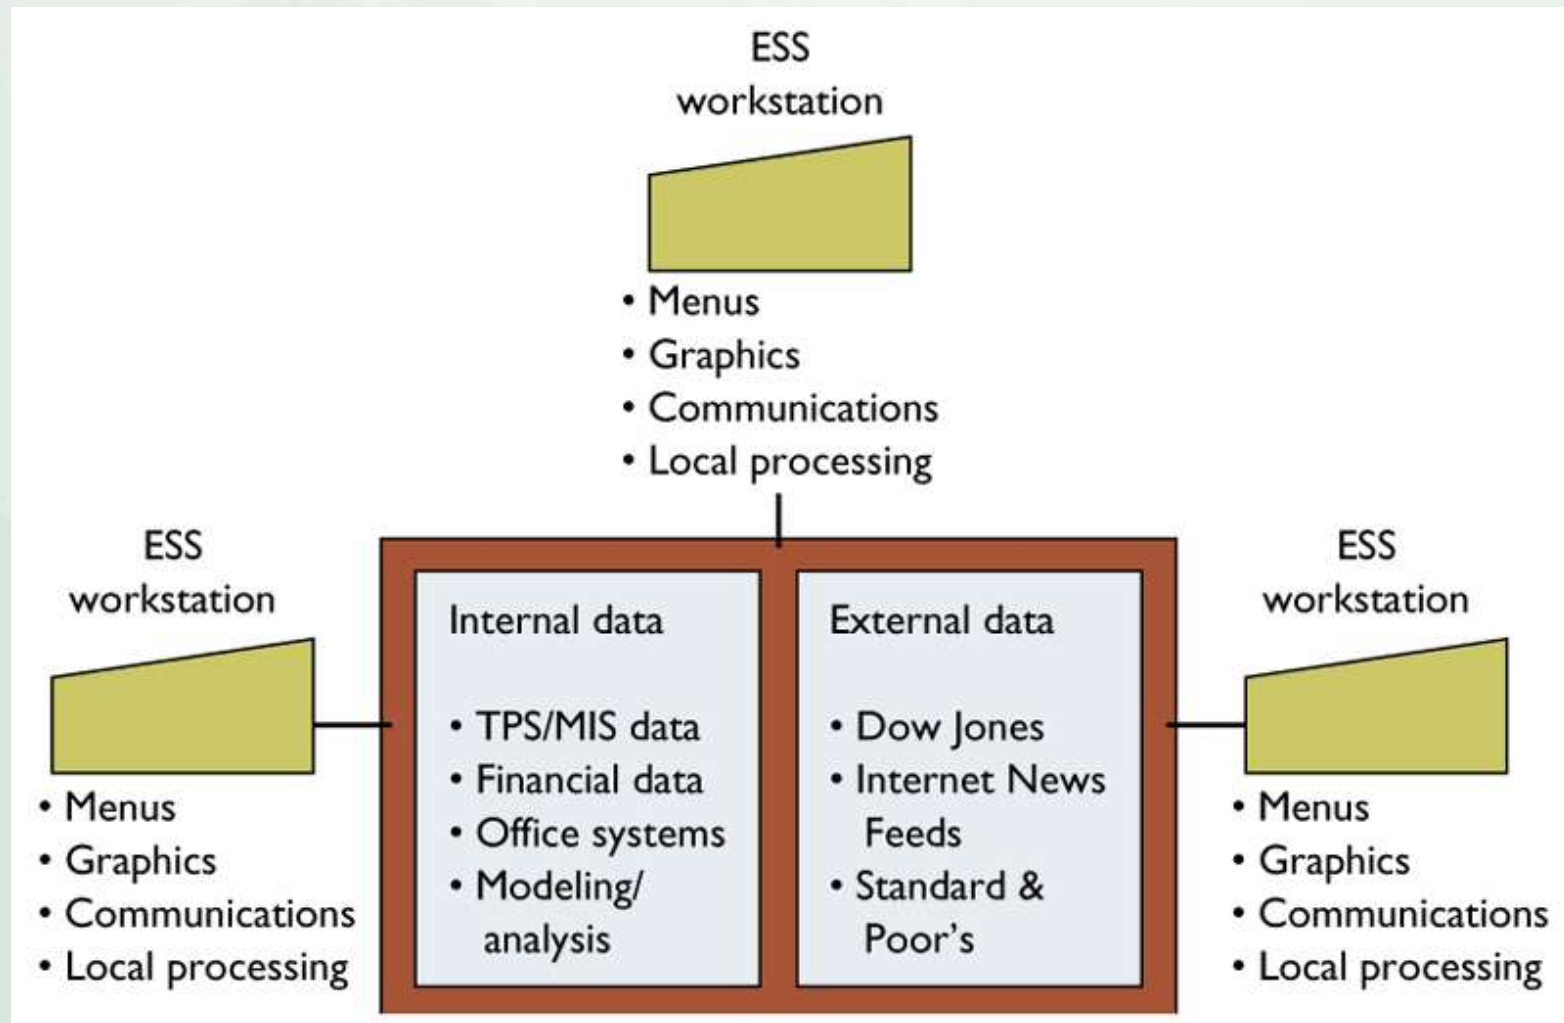 ESS
workstation
• Menus
• Graphics
• Communications
• Local processing
ESS
workstation
• Menus
• Graphics
• Communications
• Local processing
Internal data
• TPS/MIS data
• Financial data
• Office systems
• Modeling/
analysis
External data
• Dow Jones
• Internet News
Feeds
• Standard &
Poor's
ESS
workstation
• Menus
• Graphics
• Communications
• Local processing